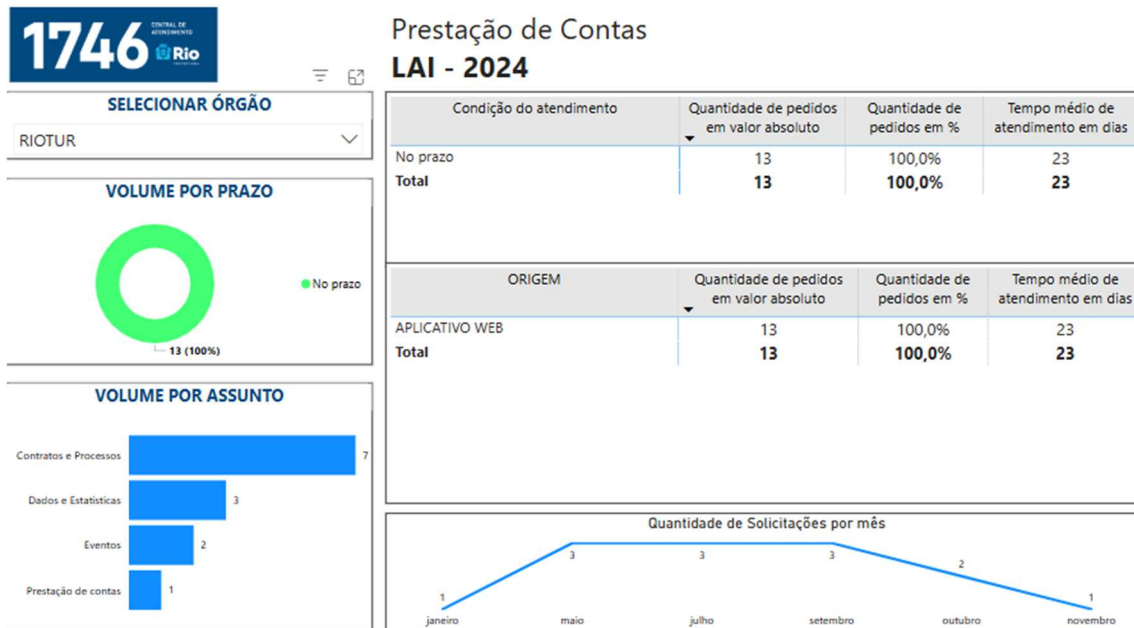 1746
CENTRAL DE
ATENDIMENTO
Rio
PREFEITURA
Prestação de Contas
LAI - 2024
SELECIONAR ÓRGÃO
RIOTUR
VOLUME POR PRAZO
No prazo
13 (100%)
VOLUME POR ASSUNTO
Contratos e Processos
7
Dados e Estatisticas
3
Eventos
2
Prestação de contas
1
Condição do atendimento
Quantidade de pedidos
em valor absoluto
Quantidade de
pedidos em %
Tempo médio de
atendimento em dias
No prazo 13 100,0% 23
Total 13 100,0% 23
ORIGEM
Quantidade de pedidos
em valor absoluto
Quantidade de
pedidos em %
Tempo médio de
atendimento em dias
APLICATIVO WEB 13 100,0% 23
Total 13 100,0% 23
Quantidade de Solicitações por mês
1 3 3 3 2 1
janeiro maio julho setembro outubro novembro